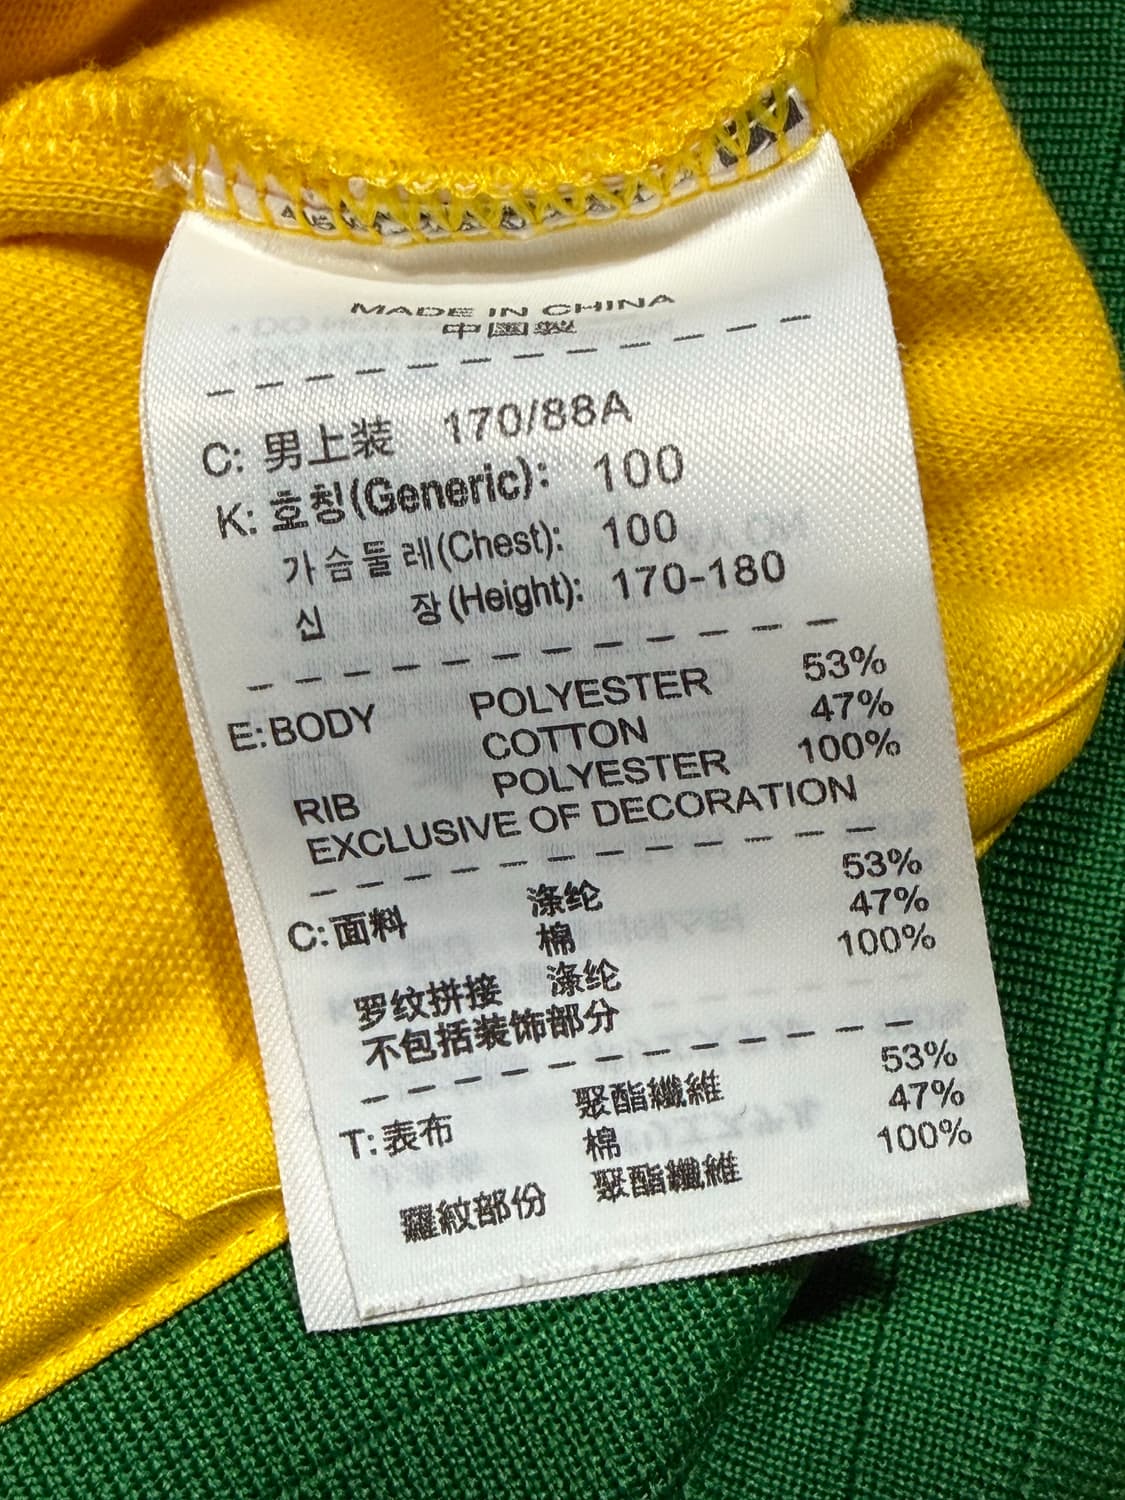 MADE IN CHINA
中國製
C: 男上装 170/88A
K: 호칭(Generic): 100
가슴둘레(Chest): 100
신 장(Height): 170-180
E:BODY POLYESTER 53%
COTTON 47%
RIB POLYESTER 100%
EXCLUSIVE OF DECORATION
C:面料 涤纶 53%
棉 47%
罗纹拼接 涤纶 100%
不包括装饰部分
T:表布 聚酯纖維 53%
棉 47%
羅紋部份 聚酯纖維 100%